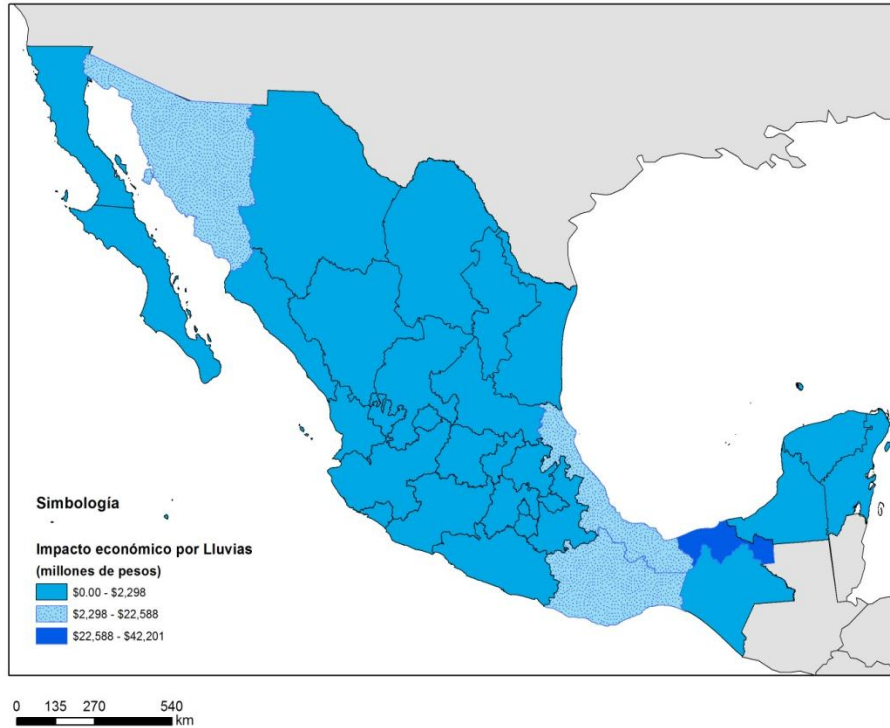 Simbología
Impacto económico por Lluvias
(millones de pesos)
$0.00 - $2,298
$2,298 - $22,588
$22,588 - $42,201
0 135 270 540
km